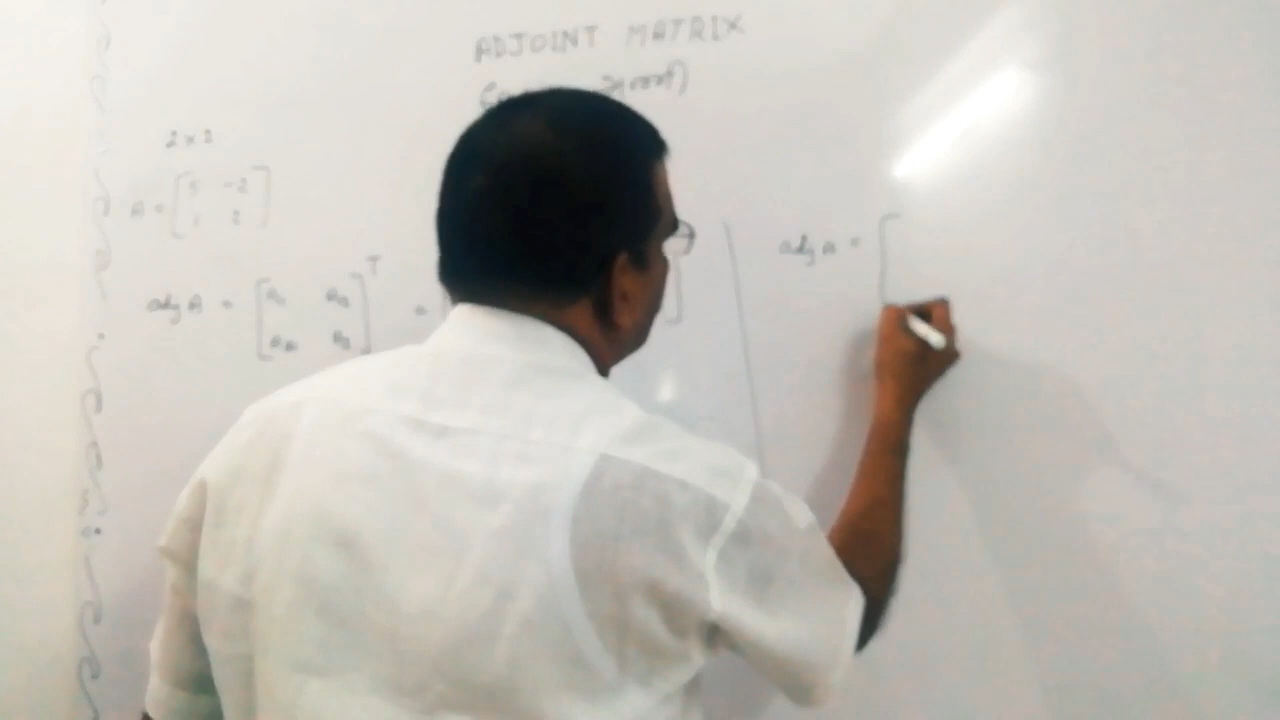 ADJOINT MATRIX
2 x 2
A = [ 5 -2
1 2 ]
adj A = [ A₁₁ A₁₂
A₂₁ A₂₂ ]ᵀ =
adj A = [